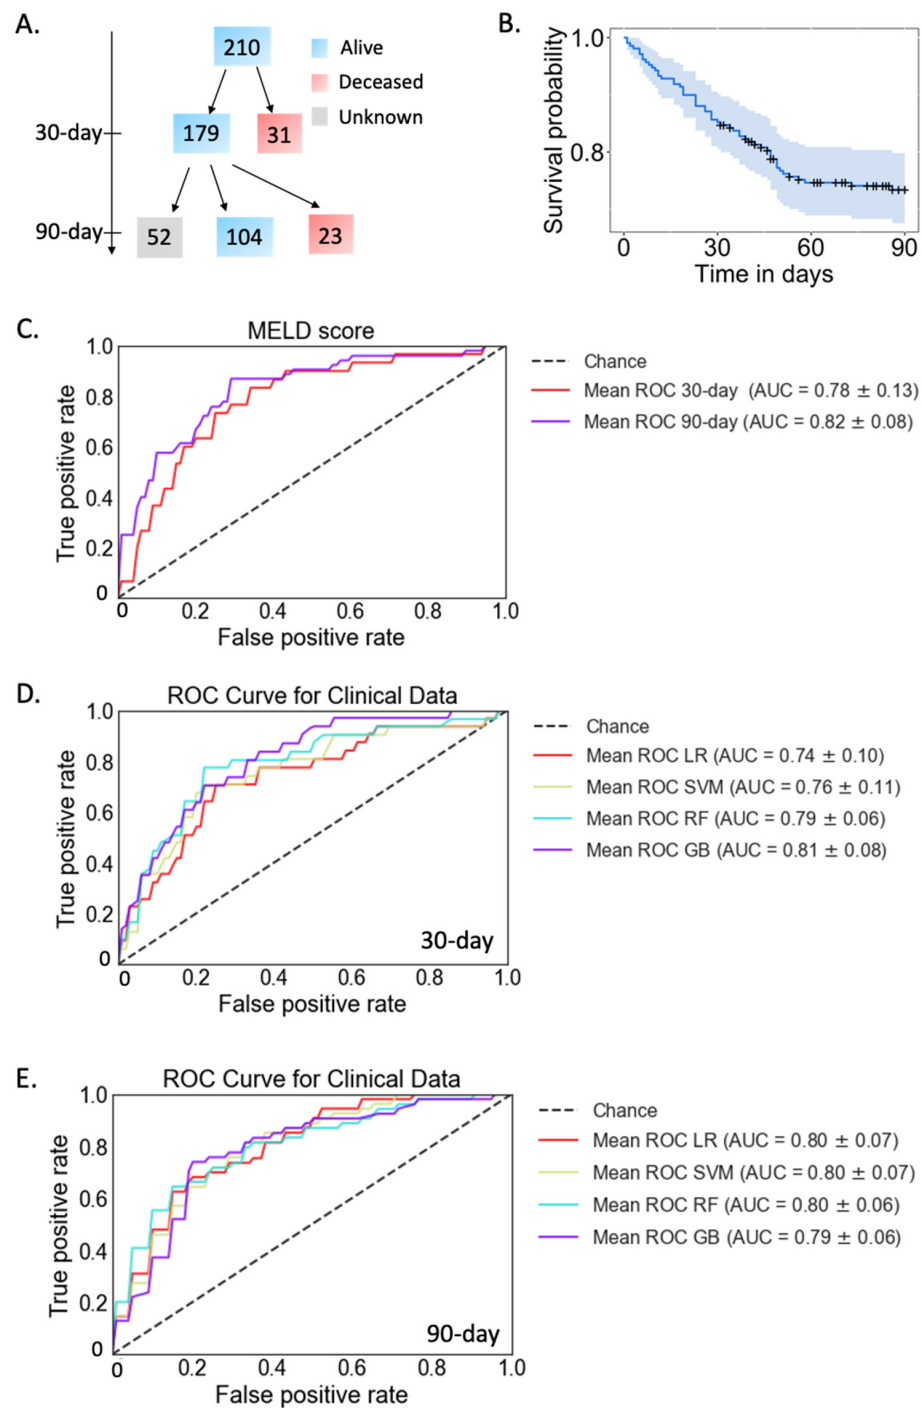 A.
210
Alive
Deceased
Unknown
30-day
179
31
90-day
52
104
23
B.
Survival probability
1.0
0.8
0
30
60
90
Time in days
C.
MELD score
True positive rate
1.0
0.8
0.6
0.4
0.2
0
0
0.2
0.4
0.6
0.8
1.0
False positive rate
Chance
Mean ROC 30-day (AUC = 0.78 ± 0.13)
Mean ROC 90-day (AUC = 0.82 ± 0.08)
D.
ROC Curve for Clinical Data
True positive rate
1.0
0.8
0.6
0.4
0.2
0
30-day
0
0.2
0.4
0.6
0.8
1.0
False positive rate
Chance
Mean ROC LR (AUC = 0.74 ± 0.10)
Mean ROC SVM (AUC = 0.76 ± 0.11)
Mean ROC RF (AUC = 0.79 ± 0.06)
Mean ROC GB (AUC = 0.81 ± 0.08)
E.
ROC Curve for Clinical Data
True positive rate
1.0
0.8
0.6
0.4
0.2
0
90-day
0
0.2
0.4
0.6
0.8
1.0
False positive rate
Chance
Mean ROC LR (AUC = 0.80 ± 0.07)
Mean ROC SVM (AUC = 0.80 ± 0.07)
Mean ROC RF (AUC = 0.80 ± 0.06)
Mean ROC GB (AUC = 0.79 ± 0.06)